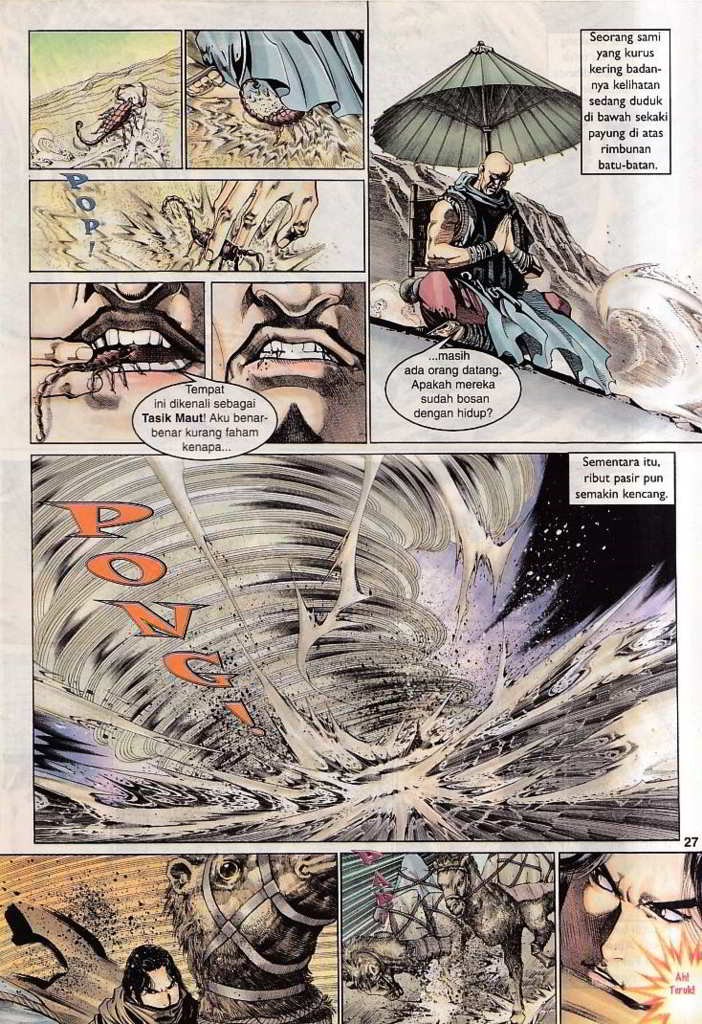 POP!
Seorang sami
yang kurus
kering badan-
nya kelihatan
sedang duduk
di bawah sekaki
payung di atas
rimbunan
batu-batan.
Tempat
ini dikenali sebagai
Tasik Maut! Aku benar-
benar kurang faham
kenapa...
...masih
ada orang datang.
Apakah mereka
sudah bosan
dengan hidup?
Sementara itu,
ribut pasir pun
semakin kencang.
PONG!
27
Ah!
Teruk!